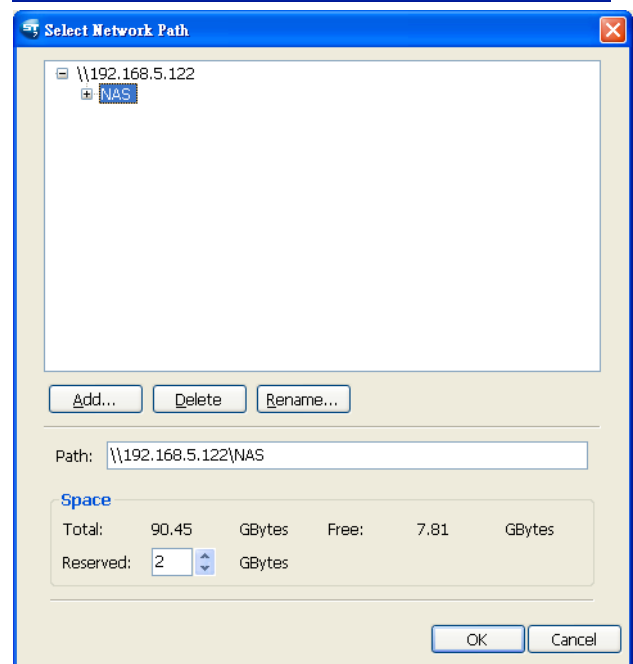 Select Network Path
\\192.168.5.122
NAS
Add... Delete Rename...
Path: \\192.168.5.122\NAS
Space
Total: 90.45 GBytes Free: 7.81 GBytes
Reserved: 2 GBytes
OK Cancel